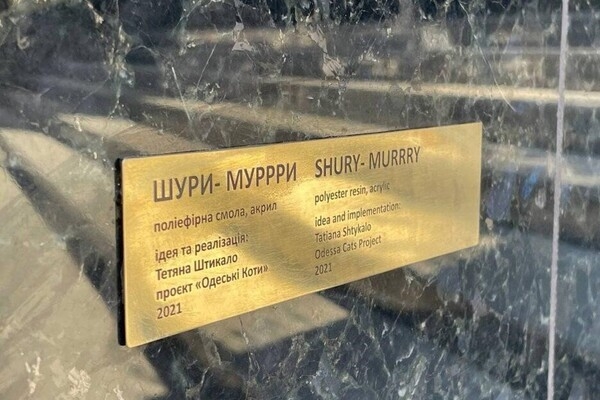 ШУРИ- МУРРРИ
поліефірна смола, акрил
ідея та реалізація:
Тетяна Штикало
проєкт «Одеські Коти»
2021
SHURY- MURRRY
polyester resin, acrylic
idea and implementation:
Tatiana Shtykalo
Odessa Cats Project
2021